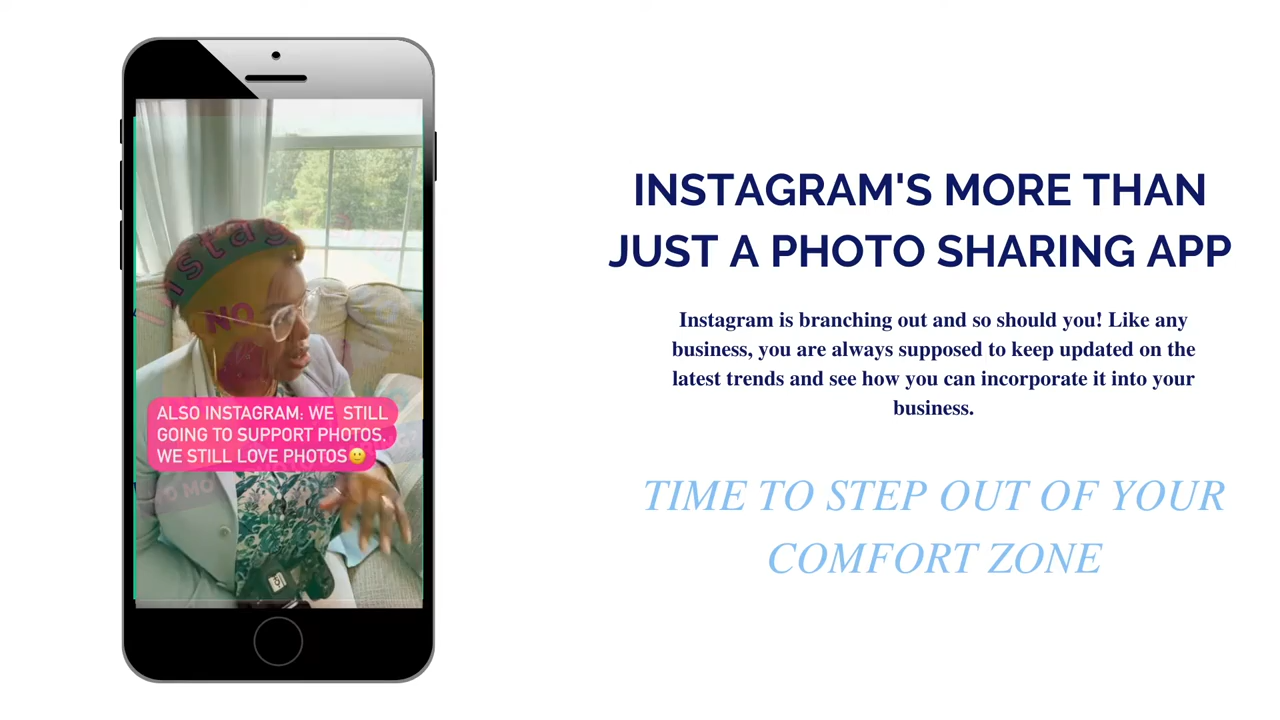 INSTAGRAM'S MORE THAN
JUST A PHOTO SHARING APP
Instagram is branching out and so should you! Like any
business, you are always supposed to keep updated on the
latest trends and see how you can incorporate it into your
business.
TIME TO STEP OUT OF YOUR
COMFORT ZONE
ALSO INSTAGRAM: WE STILL
GOING TO SUPPORT PHOTOS.
WE STILL LOVE PHOTOS🙂
NO